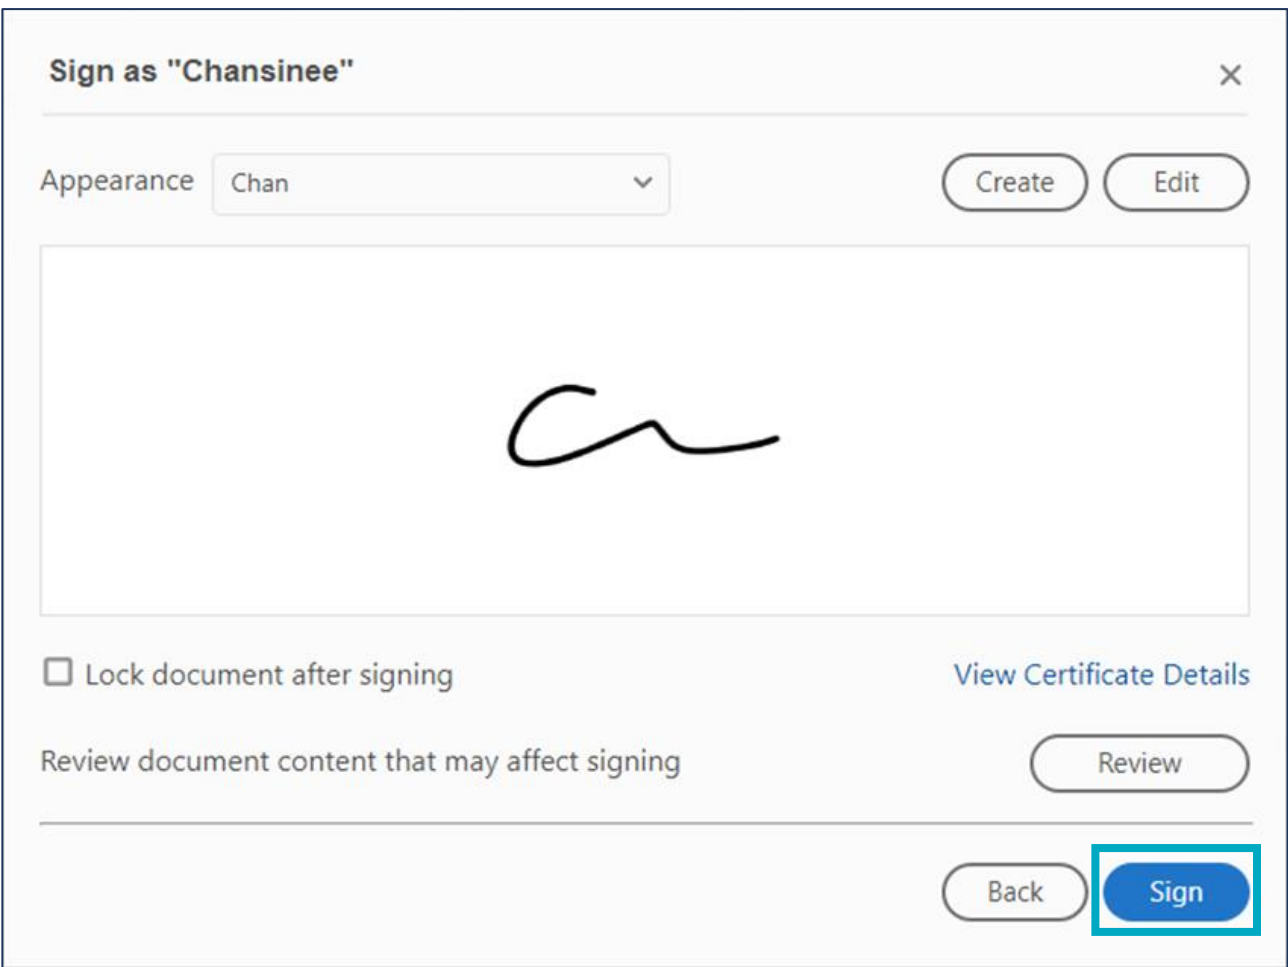 Sign as "Chansinee"
Appearance Chan Create Edit
Lock document after signing View Certificate Details
Review document content that may affect signing Review
Back Sign